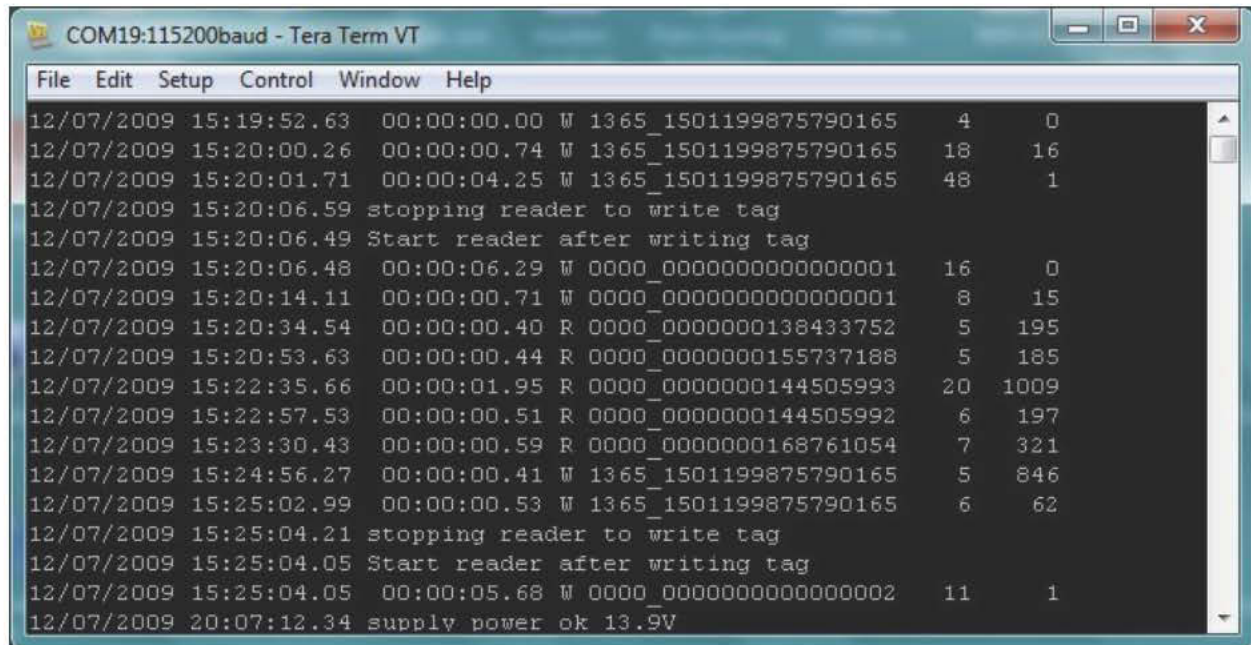 COM19:115200baud - Tera Term VT
File Edit Setup Control Window Help
12/07/2009 15:19:52.63 00:00:00.00 W 1365_1501199875790165 4 0
12/07/2009 15:20:00.26 00:00:00.74 W 1365_1501199875790165 18 16
12/07/2009 15:20:01.71 00:00:04.25 W 1365_1501199875790165 48 1
12/07/2009 15:20:06.59 stopping reader to write tag
12/07/2009 15:20:06.49 Start reader after writing tag
12/07/2009 15:20:06.48 00:00:06.29 W 0000_0000000000000001 16 0
12/07/2009 15:20:14.11 00:00:00.71 W 0000_0000000000000001 8 15
12/07/2009 15:20:34.54 00:00:00.40 R 0000_0000000138433752 5 195
12/07/2009 15:20:53.63 00:00:00.44 R 0000_0000000155737188 5 185
12/07/2009 15:22:35.66 00:00:01.95 R 0000_0000000144505993 20 1009
12/07/2009 15:22:57.53 00:00:00.51 R 0000_0000000144505992 6 197
12/07/2009 15:23:30.43 00:00:00.59 R 0000_0000000168761054 7 321
12/07/2009 15:24:56.27 00:00:00.41 W 1365_1501199875790165 5 846
12/07/2009 15:25:02.99 00:00:00.53 W 1365_1501199875790165 6 62
12/07/2009 15:25:04.21 stopping reader to write tag
12/07/2009 15:25:04.05 Start reader after writing tag
12/07/2009 15:25:04.05 00:00:05.68 W 0000_0000000000000002 11 1
12/07/2009 20:07:12.34 supply power ok 13.9V